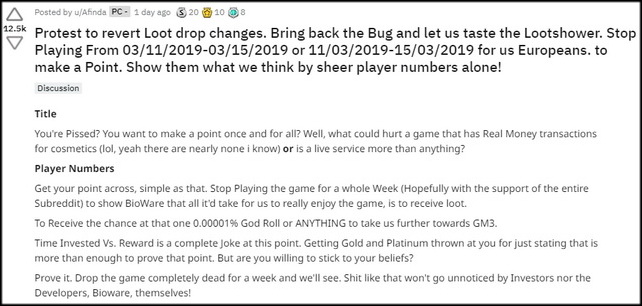 Posted by u/Afinda PC - 1 day ago 20 10 8
12.5k
Protest to revert Loot drop changes. Bring back the Bug and let us taste the Lootshower. Stop
Playing From 03/11/2019-03/15/2019 or 11/03/2019-15/03/2019 for us Europeans. to
make a Point. Show them what we think by sheer player numbers alone!
Discussion
Title
You're Pissed? You want to make a point once and for all? Well, what could hurt a game that has Real Money transactions
for cosmetics (lol, yeah there are nearly none i know) or is a live service more than anything?
Player Numbers
Get your point across, simple as that. Stop Playing the game for a whole Week (Hopefully with the support of the entire
Subreddit) to show BioWare that all it'd take for us to really enjoy the game, is to receive loot.
To Receive the chance at that one 0.00001% God Roll or ANYTHING to take us further towards GM3.
Time Invested Vs. Reward is a complete Joke at this point. Getting Gold and Platinum thrown at you for just stating that is
more than enough to prove that point. But are you willing to stick to your beliefs?
Prove it. Drop the game completely dead for a week and we'll see. Shit like that won't go unnoticed by Investors nor the
Developers, Bioware, themselves!